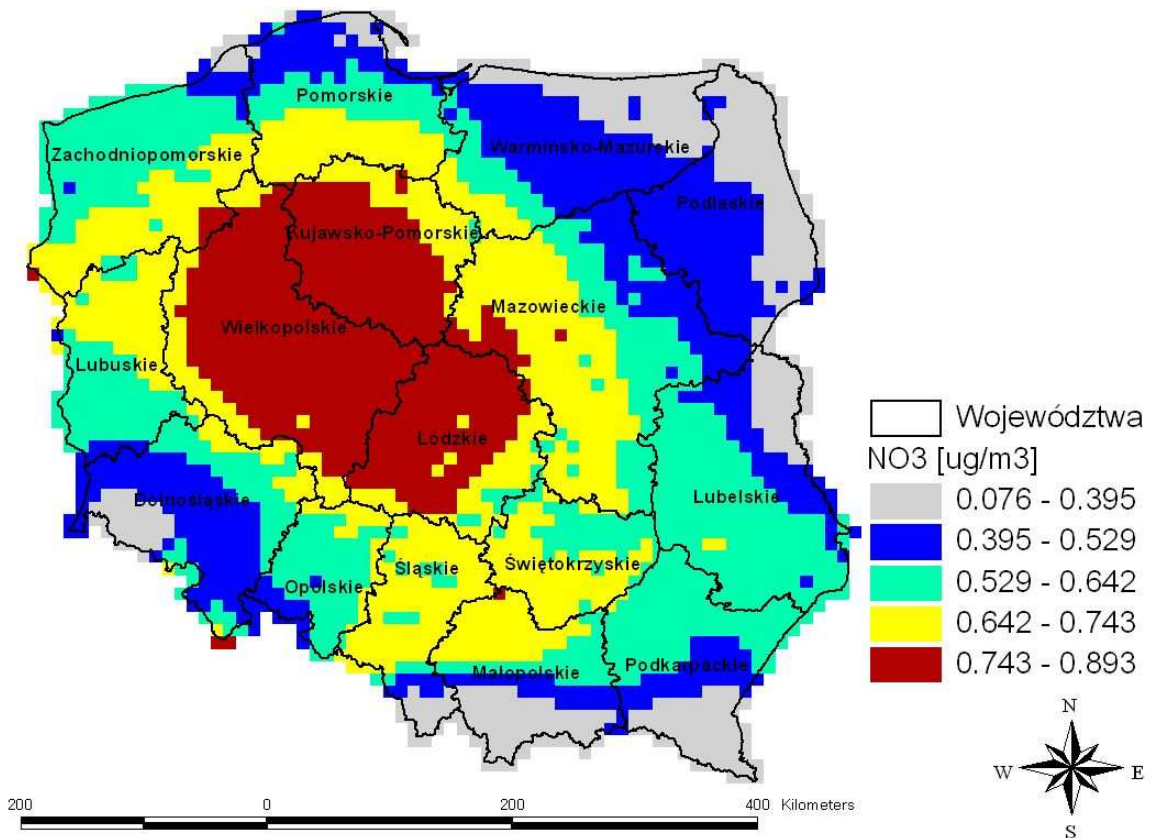 Pomorskie
Zachodniopomorskie
Warmińsko-Mazurskie
Podlaskie
Kujawsko-Pomorskie
Mazowieckie
Wielkopolskie
Lubuskie
Łódzkie
Dolnośląskie
Lubelskie
Opolskie
Śląskie
Świętokrzyskie
Małopolskie
Podkarpackie
Województwa
NO3 [ug/m3]
0.076 - 0.395
0.395 - 0.529
0.529 - 0.642
0.642 - 0.743
0.743 - 0.893
N
W
E
S
200 0 200 400 Kilometers